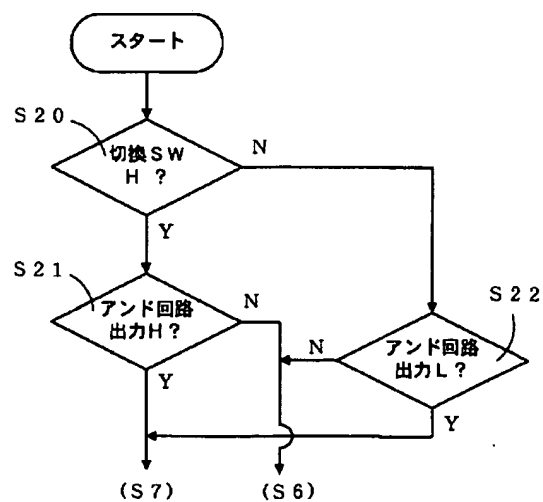 スタート
S20
切換SW
H ?
N
Y
S21
アンド回路
出力H?
N
Y
S22
アンド回路
出力L?
N
Y
(S7)
(S6)